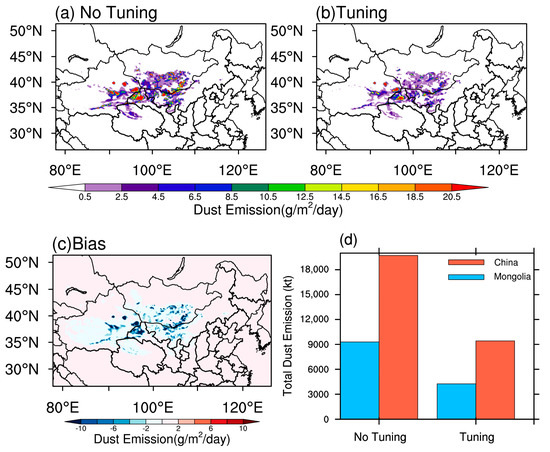 (a) No Tuning
(b)Tuning
50°N
45°N
40°N
35°N
30°N
80°E 100°E 120°E
50°N
45°N
40°N
35°N
30°N
80°E 100°E 120°E
0.5 2.5 4.5 6.5 8.5 10.5 12.5 14.5 16.5 18.5 20.5
Dust Emission(g/m²/day)
(c)Bias
50°N
45°N
40°N
35°N
30°N
80°E 100°E 120°E
-10 -6 -2 2 6 10
Dust Emission(g/m²/day)
(d)
China
Mongolia
Total Dust Emission (kt)
18,000
15,000
12,000
9000
6000
3000
0
No Tuning Tuning